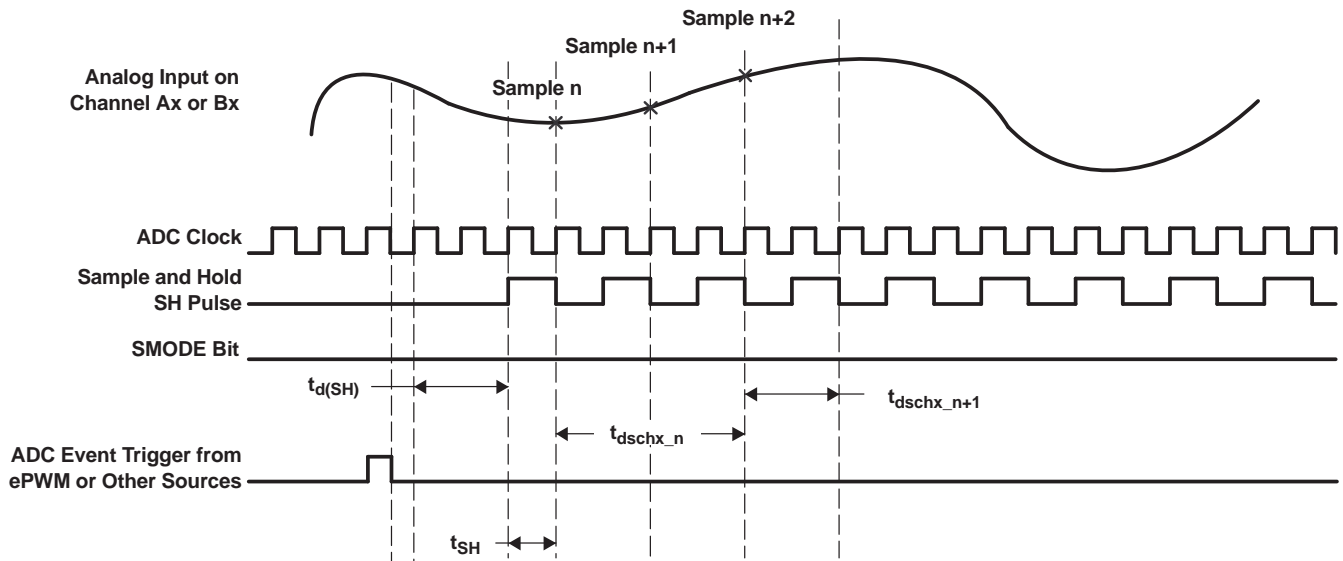 Sample n+2
Sample n+1
Analog Input on
Channel Ax or Bx
Sample n
ADC Clock
Sample and Hold
SH Pulse
SMODE Bit
td(SH)
tdschx_n+1
tdschx_n
ADC Event Trigger from
ePWM or Other Sources
tSH